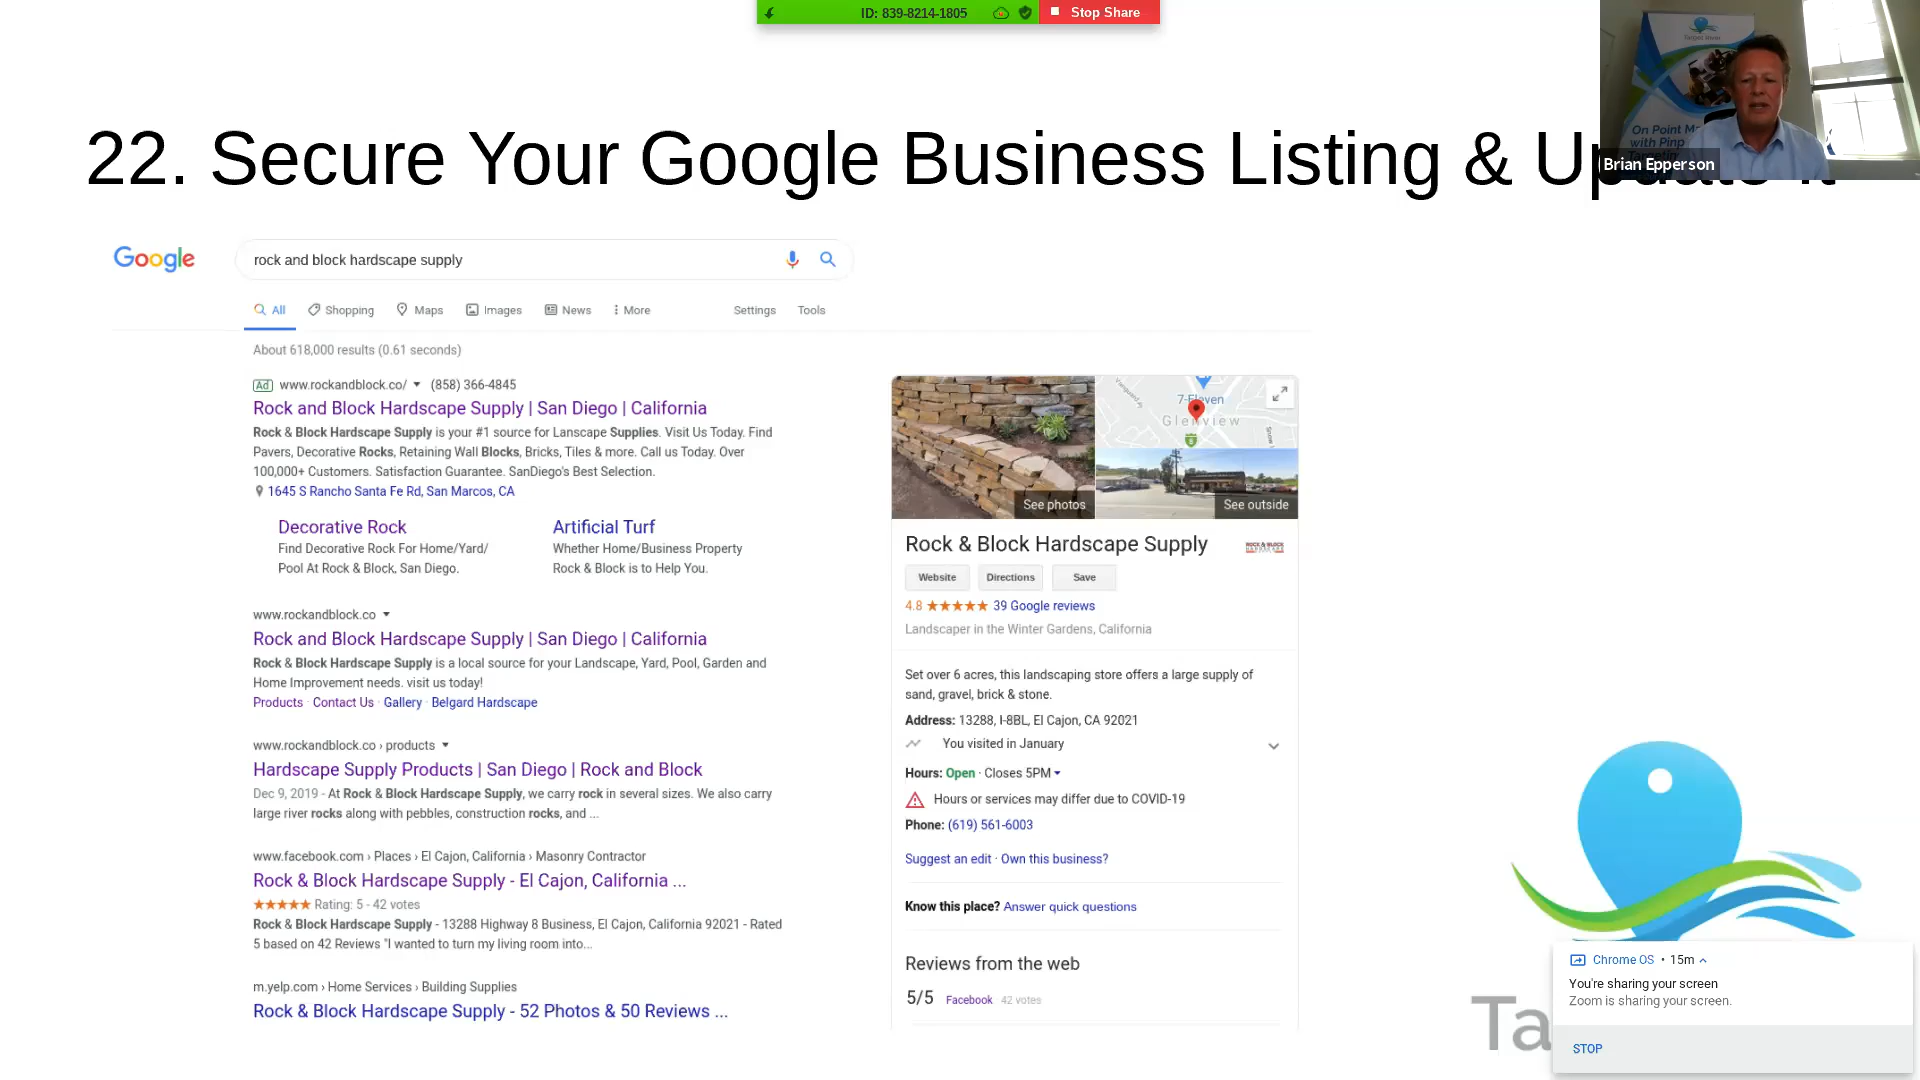 ID: 839-8214-1805
Stop Share
22. Secure Your Google Business Listing & Update It
On Point
with
Brian Epperson
Google
rock and block hardscape supply
All Shopping Maps Images News More Settings Tools
About 618,000 results (0.61 seconds)
Ad www.rockandblock.co/ (858) 366-4845
Rock and Block Hardscape Supply | San Diego | California
Rock & Block Hardscape Supply is your #1 source for Lanscape Supplies. Visit Us Today. Find
Pavers, Decorative Rocks, Retaining Wall Blocks, Bricks, Tiles & more. Call us Today. Over
100,000+ Customers. Satisfaction Guarantee. SanDiego's Best Selection.
1645 S Rancho Santa Fe Rd, San Marcos, CA
Decorative Rock
Find Decorative Rock For Home/Yard/
Pool At Rock & Block, San Diego.
Artificial Turf
Whether Home/Business Property
Rock & Block is to Help You.
www.rockandblock.co
Rock and Block Hardscape Supply | San Diego | California
Rock & Block Hardscape Supply is a local source for your Landscape, Yard, Pool, Garden and
Home Improvement needs. visit us today!
Products · Contact Us · Gallery · Belgard Hardscape
www.rockandblock.co › products
Hardscape Supply Products | San Diego | Rock and Block
Dec 9, 2019 - At Rock & Block Hardscape Supply, we carry rock in several sizes. We also carry
large river rocks along with pebbles, construction rocks, and ...
www.facebook.com › Places › El Cajon, California › Masonry Contractor
Rock & Block Hardscape Supply - El Cajon, California ...
Rating: 5 - 42 votes
Rock & Block Hardscape Supply - 13288 Highway 8 Business, El Cajon, California 92021 - Rated
5 based on 42 Reviews "I wanted to turn my living room into...
m.yelp.com › Home Services › Building Supplies
Rock & Block Hardscape Supply - 52 Photos & 50 Reviews ...
7-Eleven
Glenview
See photos
See outside
Rock & Block Hardscape Supply
ROCK & BLOCK
HARDSCAPE
Website Directions Save
4.8 39 Google reviews
Landscaper in the Winter Gardens, California
Set over 6 acres, this landscaping store offers a large supply of
sand, gravel, brick & stone.
Address: 13288, I-8BL, El Cajon, CA 92021
You visited in January
Hours: Open · Closes 5PM
Hours or services may differ due to COVID-19
Phone: (619) 561-6003
Suggest an edit · Own this business?
Know this place? Answer quick questions
Reviews from the web
5/5 Facebook 42 votes
Ta
Chrome OS • 15m
You're sharing your screen
Zoom is sharing your screen.
STOP